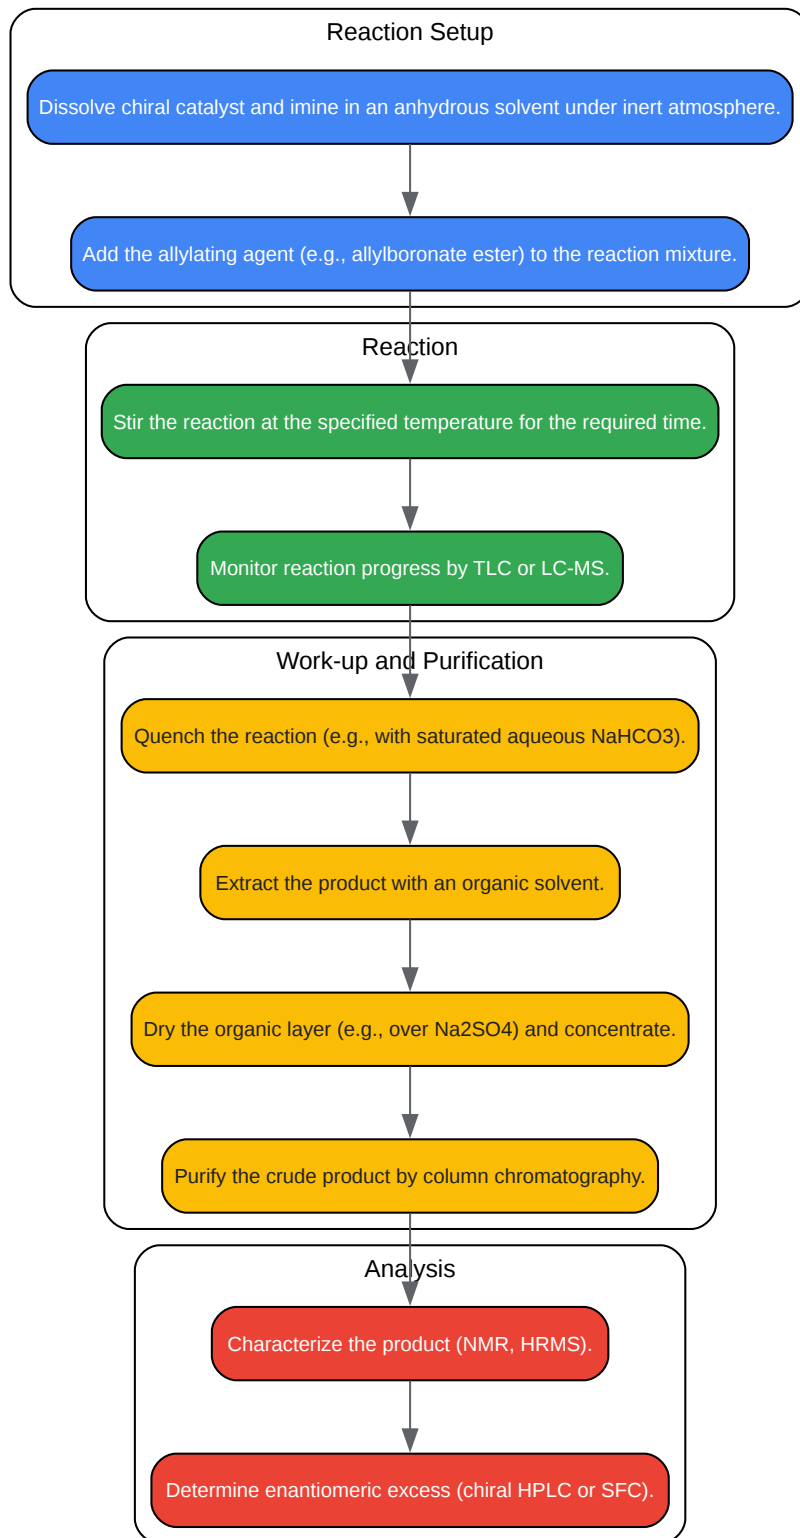 Reaction Setup
Dissolve chiral catalyst and imine in an anhydrous solvent under inert atmosphere.
Add the allylating agent (e.g., allylboronate ester) to the reaction mixture.
Reaction
Stir the reaction at the specified temperature for the required time.
Monitor reaction progress by TLC or LC-MS.
Work-up and Purification
Quench the reaction (e.g., with saturated aqueous NaHCO3).
Extract the product with an organic solvent.
Dry the organic layer (e.g., over Na2SO4) and concentrate.
Purify the crude product by column chromatography.
Analysis
Characterize the product (NMR, HRMS).
Determine enantiomeric excess (chiral HPLC or SFC).